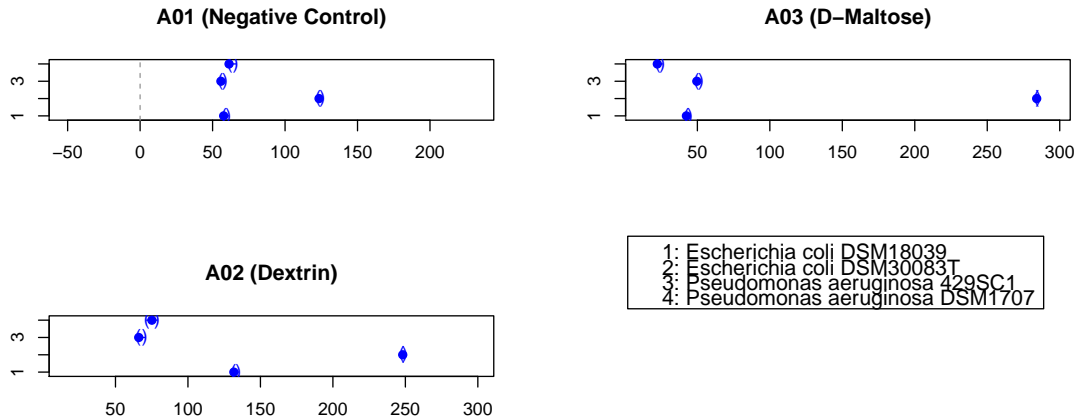 A01 (Negative Control)
3
1
−50 0 50 100 150 200
A03 (D−Maltose)
3
1
50 100 150 200 250 300
A02 (Dextrin)
3
1
50 100 150 200 250 300
1: Escherichia coli DSM18039
2: Escherichia coli DSM30083T
3: Pseudomonas aeruginosa 429SC1
4: Pseudomonas aeruginosa DSM1707